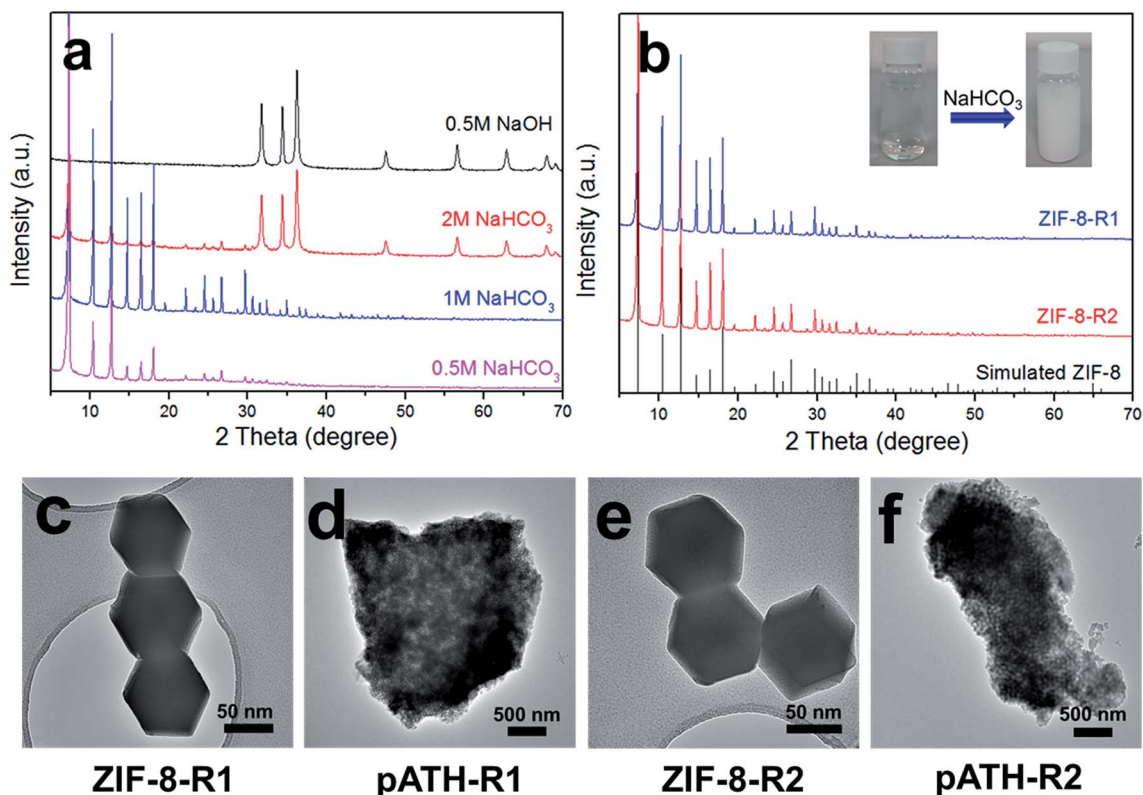 a
0.5M NaOH
2M NaHCO₃
1M NaHCO₃
0.5M NaHCO₃
Intensity (a.u.)
10 20 30 40 50 60 70
2 Theta (degree)
b
NaHCO₃
ZIF-8-R1
ZIF-8-R2
Simulated ZIF-8
Intensity (a.u.)
10 20 30 40 50 60 70
2 Theta (degree)
c
50 nm
ZIF-8-R1
d
500 nm
pATH-R1
e
50 nm
ZIF-8-R2
f
500 nm
pATH-R2